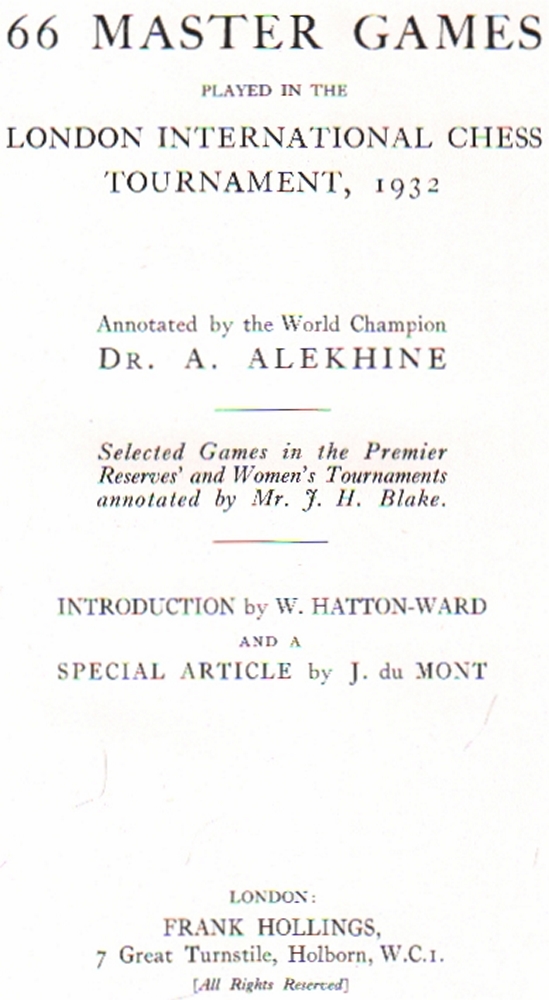 66 MASTER GAMES
PLAYED IN THE
LONDON INTERNATIONAL CHESS
TOURNAMENT, 1932
Annotated by the World Champion
DR. A. ALEKHINE
Selected Games in the Premier
Reserves' and Women's Tournaments
annotated by Mr. J. H. Blake.
INTRODUCTION by W. HATTON-WARD
AND A
SPECIAL ARTICLE by J. du MONT
LONDON:
FRANK HOLLINGS,
7 Great Turnstile, Holborn, W.C.1.
[All Rights Reserved]